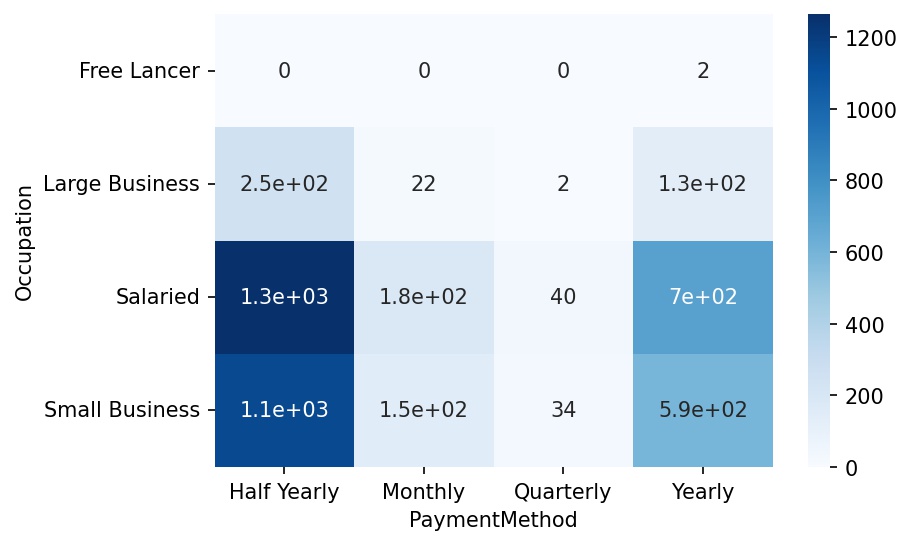 Free Lancer 0 0 0 2
Large Business 2.5e+02 22 2 1.3e+02
Salaried 1.3e+03 1.8e+02 40 7e+02
Small Business 1.1e+03 1.5e+02 34 5.9e+02
Half Yearly Monthly Quarterly Yearly
PaymentMethod
Occupation
1200
1000
800
600
400
200
0